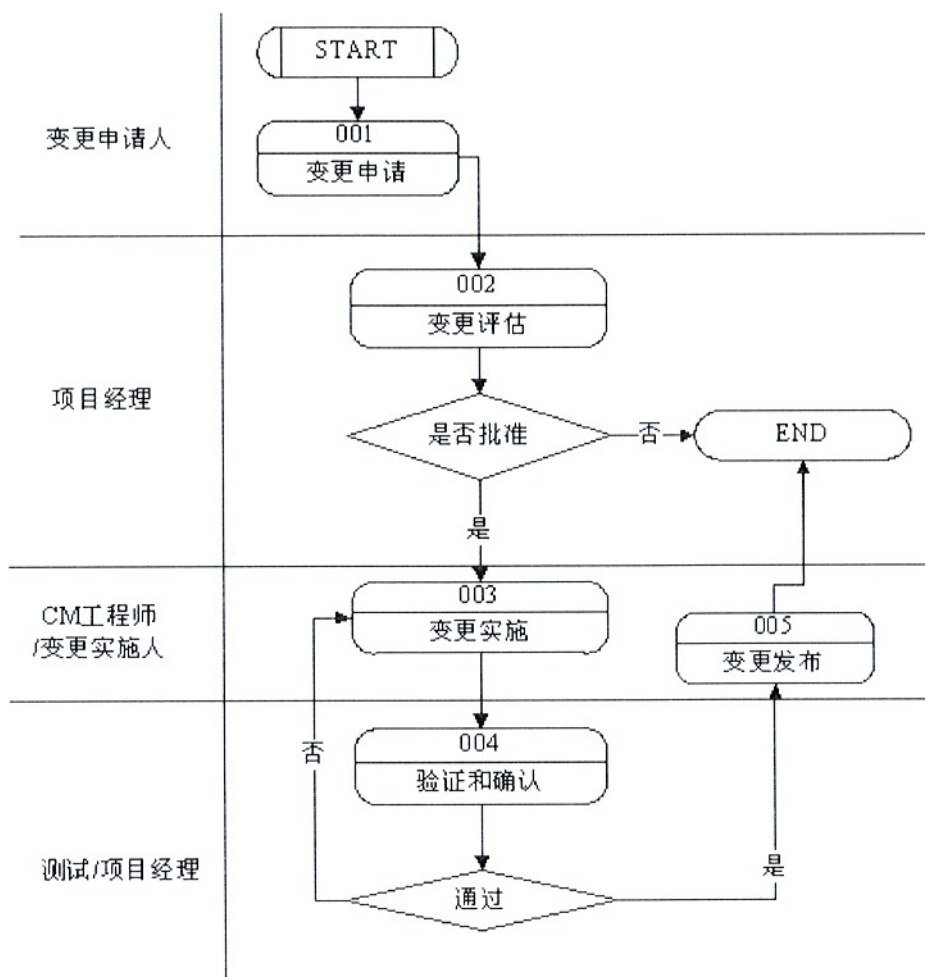 START
变更申请人
001
变更申请
002
变更评估
项目经理
是否批准
否
END
是
CM工程师
/变更实施人
003
变更实施
005
变更发布
否
004
验证和确认
测试/项目经理
通过
是